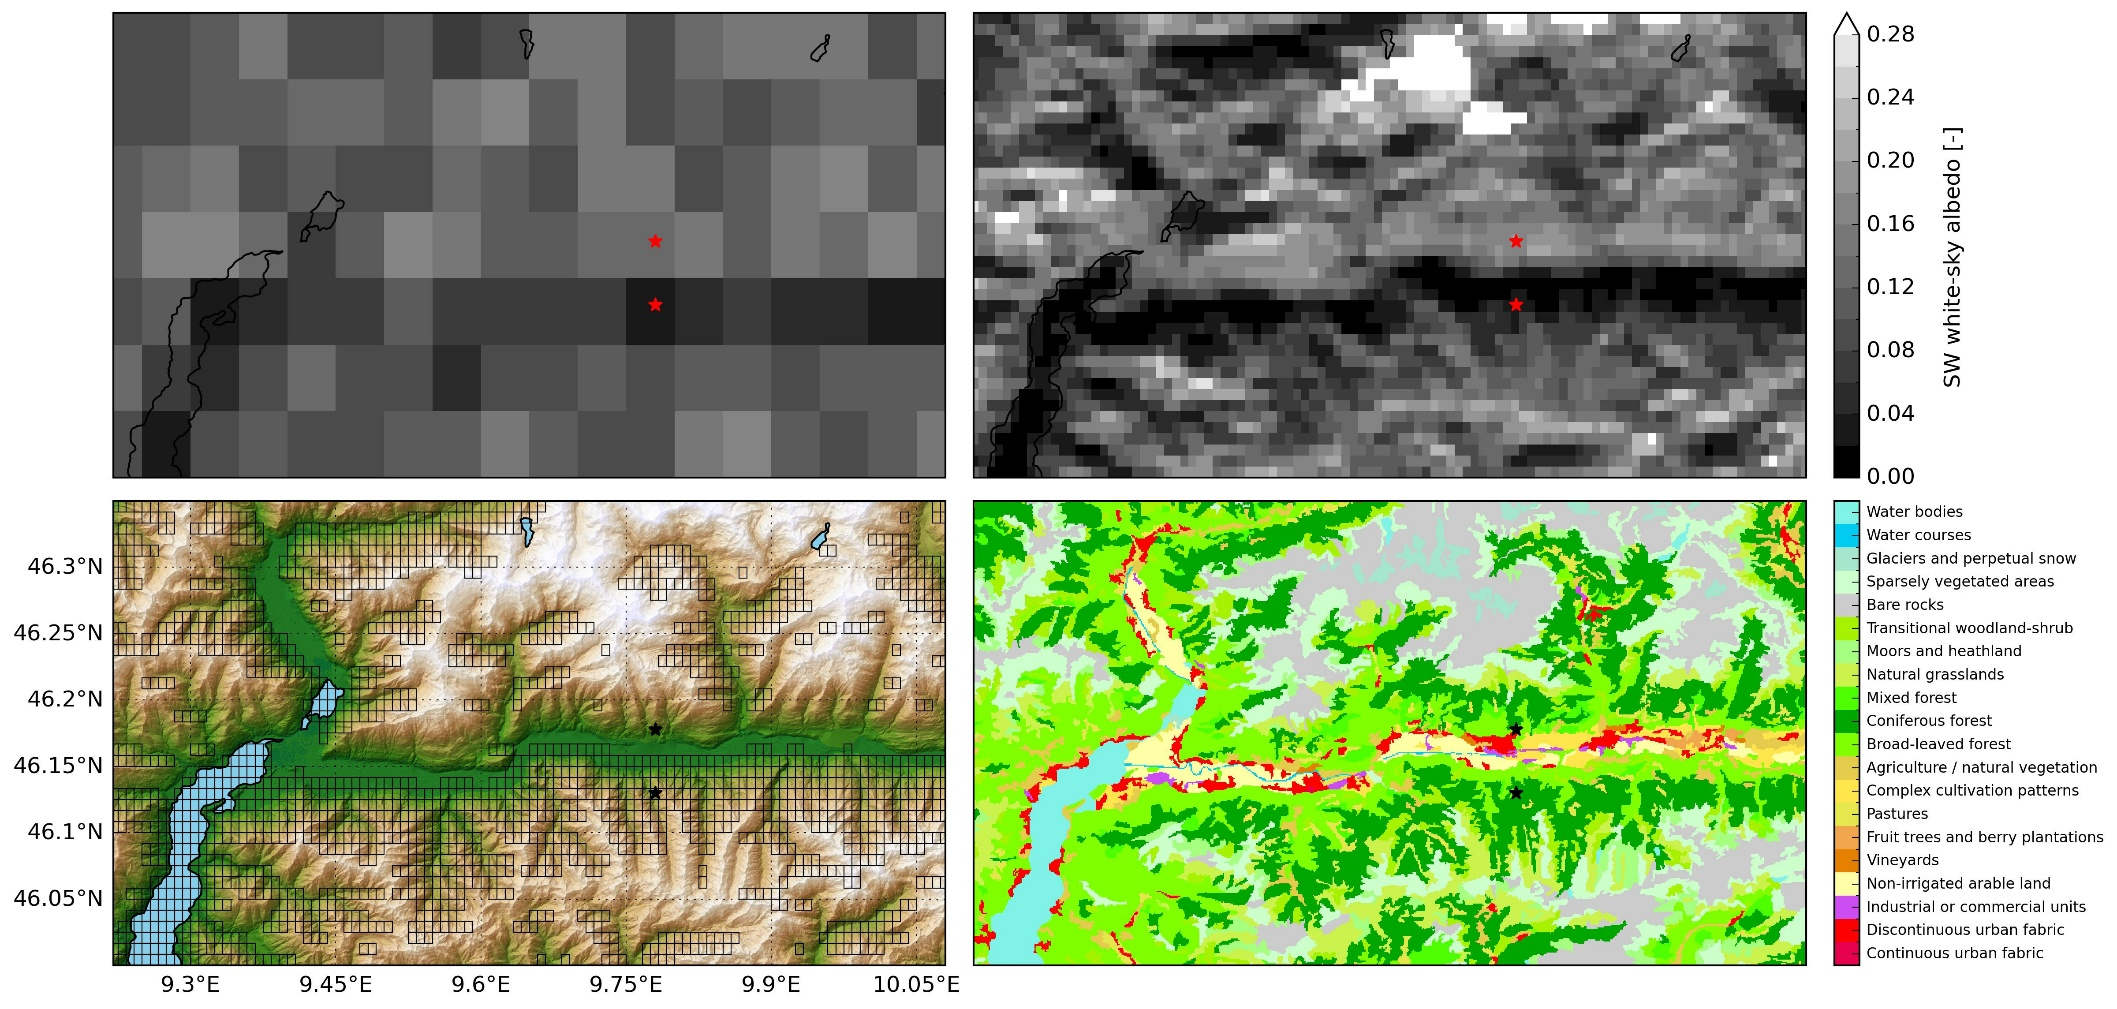 0.28
0.24
0.20
0.16
0.12
0.08
0.04
0.00
SW white-sky albedo [-]
46.3°N
46.25°N
46.2°N
46.15°N
46.1°N
46.05°N
9.3°E
9.45°E
9.6°E
9.75°E
9.9°E
10.05°E
Water bodies
Water courses
Glaciers and perpetual snow
Sparsely vegetated areas
Bare rocks
Transitional woodland-shrub
Moors and heathland
Natural grasslands
Mixed forest
Coniferous forest
Broad-leaved forest
Agriculture / natural vegetation
Complex cultivation patterns
Pastures
Fruit trees and berry plantations
Vineyards
Non-irrigated arable land
Industrial or commercial units
Discontinuous urban fabric
Continuous urban fabric